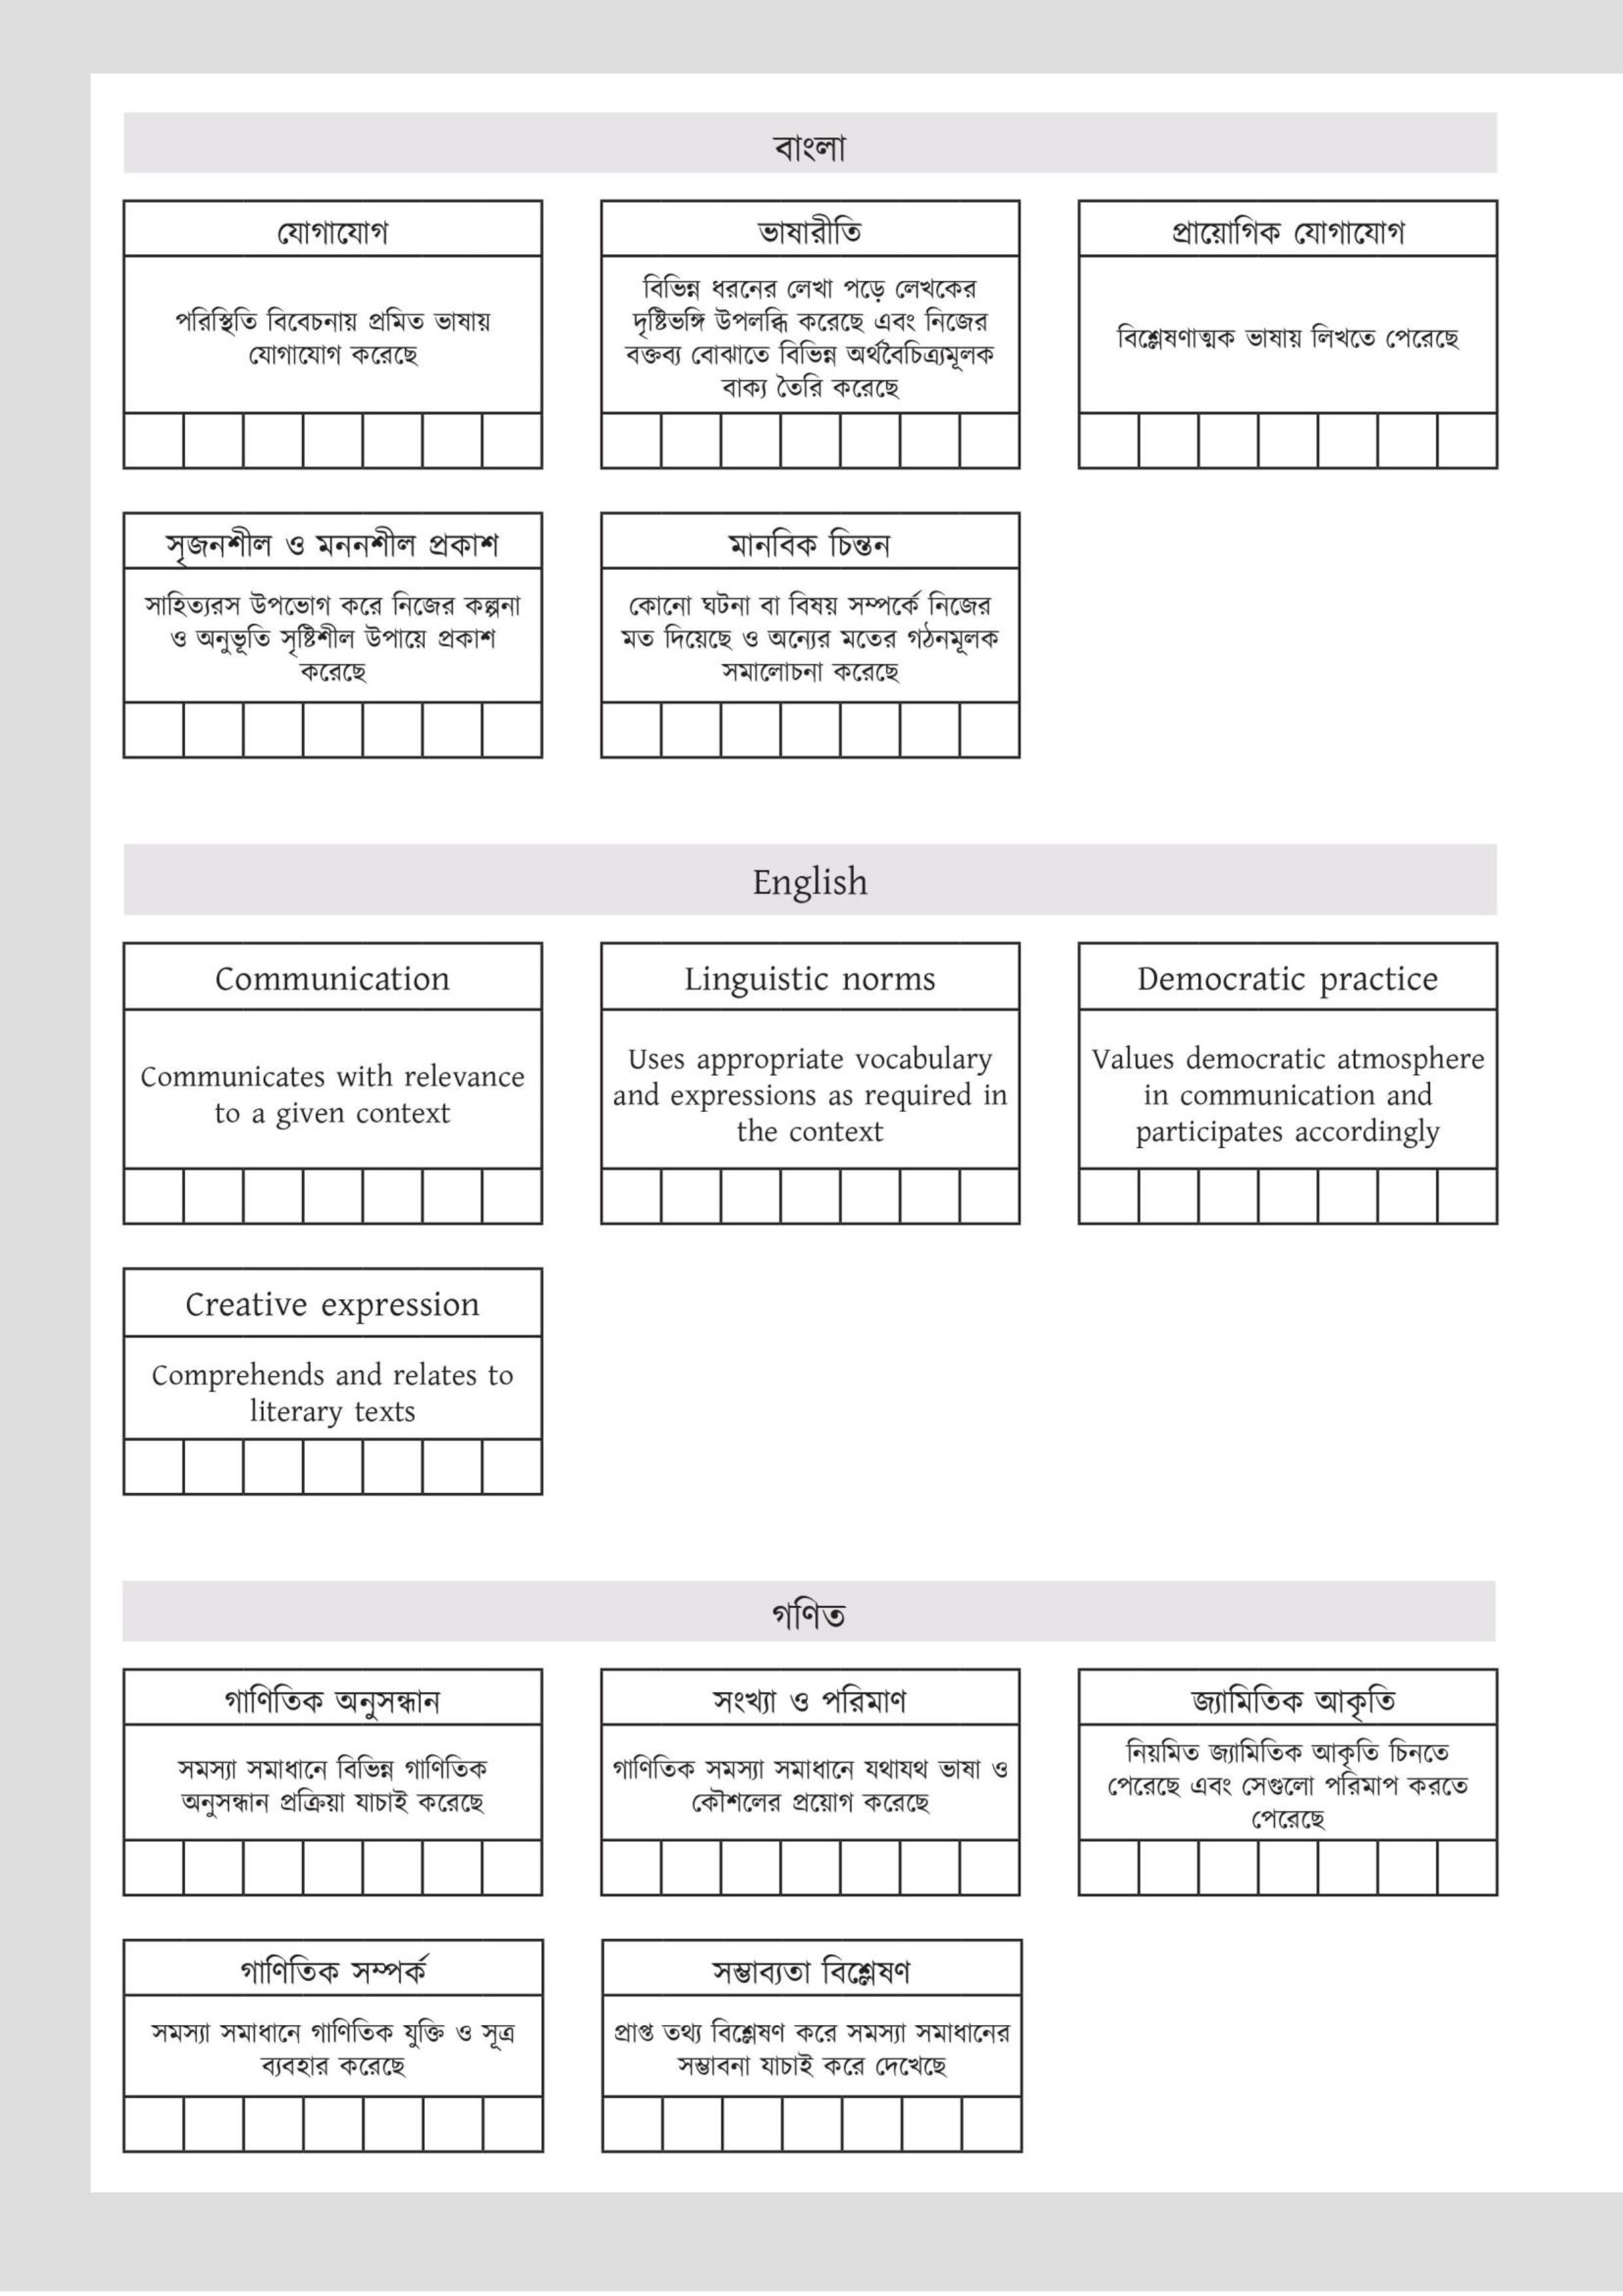 বাংলা
যোগাযোগ
পরিস্থিতি বিবেচনায় প্রমিত ভাষায়
যোগাযোগ করেছে
ভাষারীতি
বিভিন্ন ধরনের লেখা পড়ে লেখকের
দৃষ্টিভঙ্গি উপলব্ধি করেছে এবং নিজের
বক্তব্য বোঝাতে বিভিন্ন অর্থবৈচিত্র্যমূলক
বাক্য তৈরি করেছে
প্রায়োগিক যোগাযোগ
বিশ্লেষণাত্মক ভাষায় লিখতে পেরেছে
সৃজনশীল ও মননশীল প্রকাশ
সাহিত্যরস উপভোগ করে নিজের কল্পনা
ও অনুভূতি সৃষ্টিশীল উপায়ে প্রকাশ
করেছে
মানবিক চিন্তন
কোনো ঘটনা বা বিষয় সম্পর্কে নিজের
মত দিয়েছে ও অন্যের মতের গঠনমূলক
সমালোচনা করেছে
English
Communication
Communicates with relevance
to a given context
Linguistic norms
Uses appropriate vocabulary
and expressions as required in
the context
Democratic practice
Values democratic atmosphere
in communication and
participates accordingly
Creative expression
Comprehends and relates to
literary texts
গণিত
গাণিতিক অনুসন্ধান
সমস্যা সমাধানে বিভিন্ন গাণিতিক
অনুসন্ধান প্রক্রিয়া যাচাই করেছে
সংখ্যা ও পরিমাণ
গাণিতিক সমস্যা সমাধানে যথাযথ ভাষা ও
কৌশলের প্রয়োগ করেছে
জ্যামিতিক আকৃতি
নিয়মিত জ্যামিতিক আকৃতি চিনতে
পেরেছে এবং সেগুলো পরিমাপ করতে
পেরেছে
গাণিতিক সম্পর্ক
সমস্যা সমাধানে গাণিতিক যুক্তি ও সূত্র
ব্যবহার করেছে
সম্ভাব্যতা বিশ্লেষণ
প্রাপ্ত তথ্য বিশ্লেষণ করে সমস্যা সমাধানের
সম্ভাবনা যাচাই করে দেখেছে